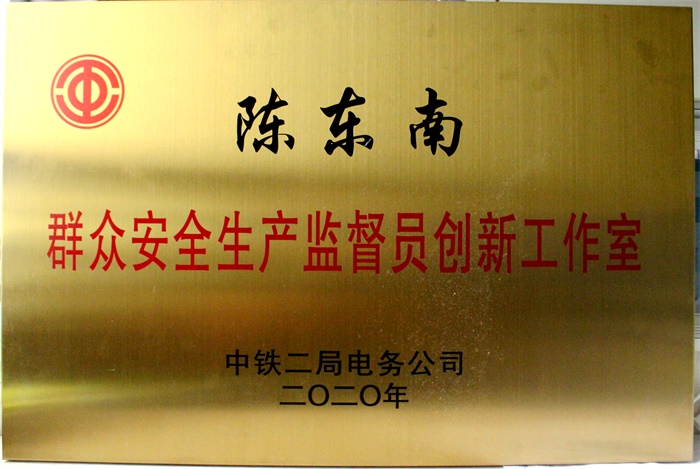 陈东南
群众安全生产监督员创新工作室
中铁二局电务公司
二〇二〇年